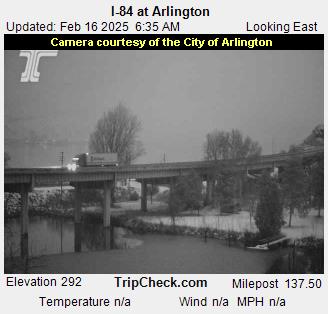 I-84 at Arlington
Updated: Feb 16 2025 6:35 AM Looking East
Camera courtesy of the City of Arlington
Elevation 292 TripCheck.com Milepost 137.50
Temperature n/a Wind n/a MPH n/a